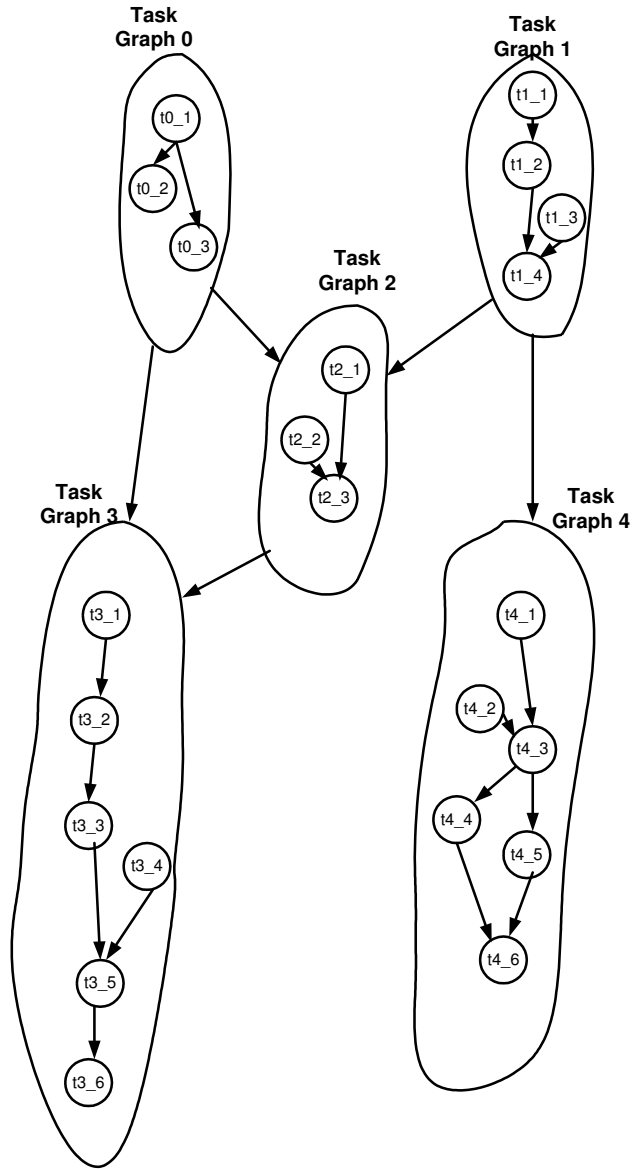 Task
Graph 0
t0_1
t0_2
t0_3
Task
Graph 1
t1_1
t1_2
t1_3
t1_4
Task
Graph 2
t2_1
t2_2
t2_3
Task
Graph 3
t3_1
t3_2
t3_3
t3_4
t3_5
t3_6
Task
Graph 4
t4_1
t4_2
t4_3
t4_4
t4_5
t4_6